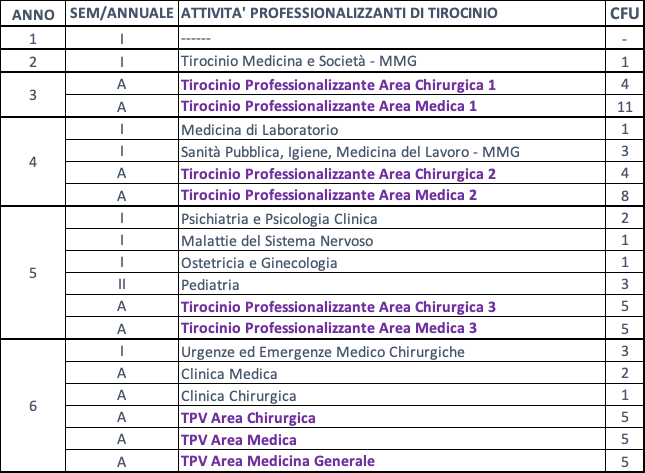 ANNO SEM/ANNUALE ATTIVITA' PROFESSIONALIZZANTI DI TIROCINIO CFU
1 I ------ -
2 I Tirocinio Medicina e Società - MMG 1
3 A Tirocinio Professionalizzante Area Chirurgica 1 4
A Tirocinio Professionalizzante Area Medica 1 11
4 I Medicina di Laboratorio 1
I Sanità Pubblica, Igiene, Medicina del Lavoro - MMG 3
A Tirocinio Professionalizzante Area Chirurgica 2 4
A Tirocinio Professionalizzante Area Medica 2 8
5 I Psichiatria e Psicologia Clinica 2
I Malattie del Sistema Nervoso 1
I Ostetricia e Ginecologia 1
II Pediatria 3
A Tirocinio Professionalizzante Area Chirurgica 3 5
A Tirocinio Professionalizzante Area Medica 3 5
6 I Urgenze ed Emergenze Medico Chirurgiche 3
A Clinica Medica 2
A Clinica Chirurgica 1
A TPV Area Chirurgica 5
A TPV Area Medica 5
A TPV Area Medicina Generale 5